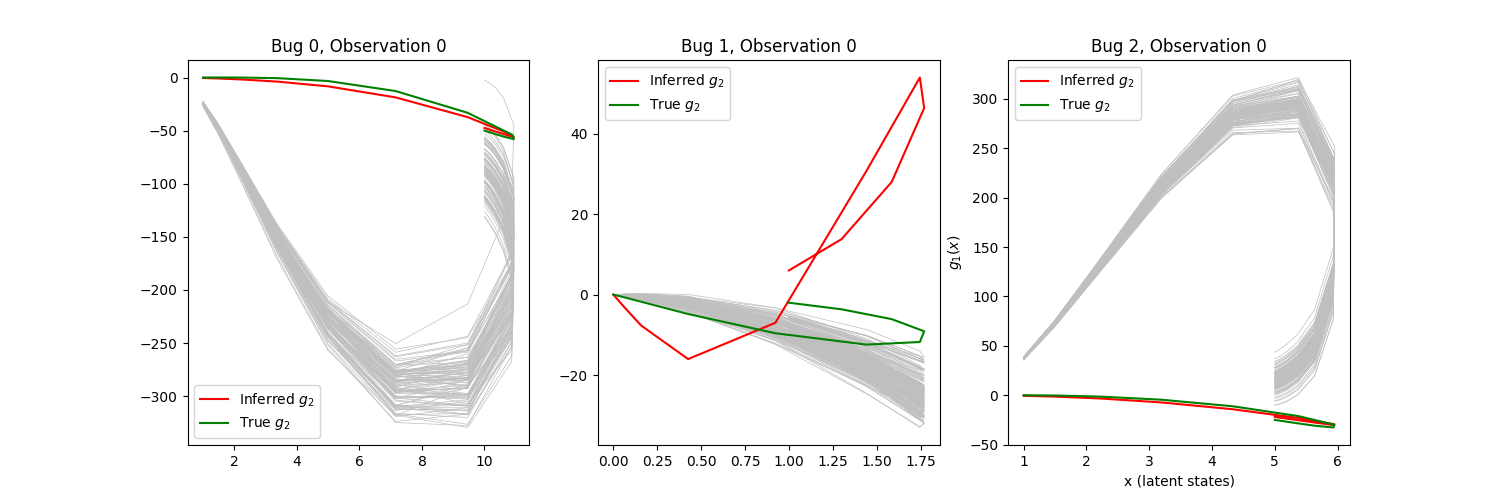 Bug 0, Observation 0
0
−50
−100
−150
−200
−250
−300
Inferred g₂
True g₂
2 4 6 8 10
Bug 1, Observation 0
Inferred g₂
True g₂
40
20
0
−20
0.00 0.25 0.50 0.75 1.00 1.25 1.50 1.75
Bug 2, Observation 0
Inferred g₂
True g₂
g₁(x)
300
250
200
150
100
50
0
−50
1 2 3 4 5 6
x (latent states)